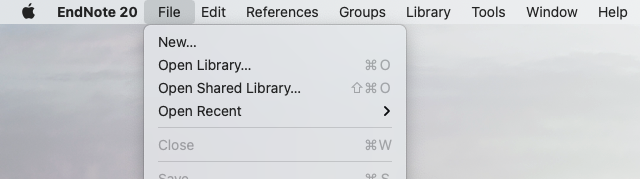 EndNote 20 File Edit References Groups Library Tools Window Help
New...
Open Library... ⌘O
Open Shared Library... ⇧⌘O
Open Recent
Close ⌘W
Save ⌘S